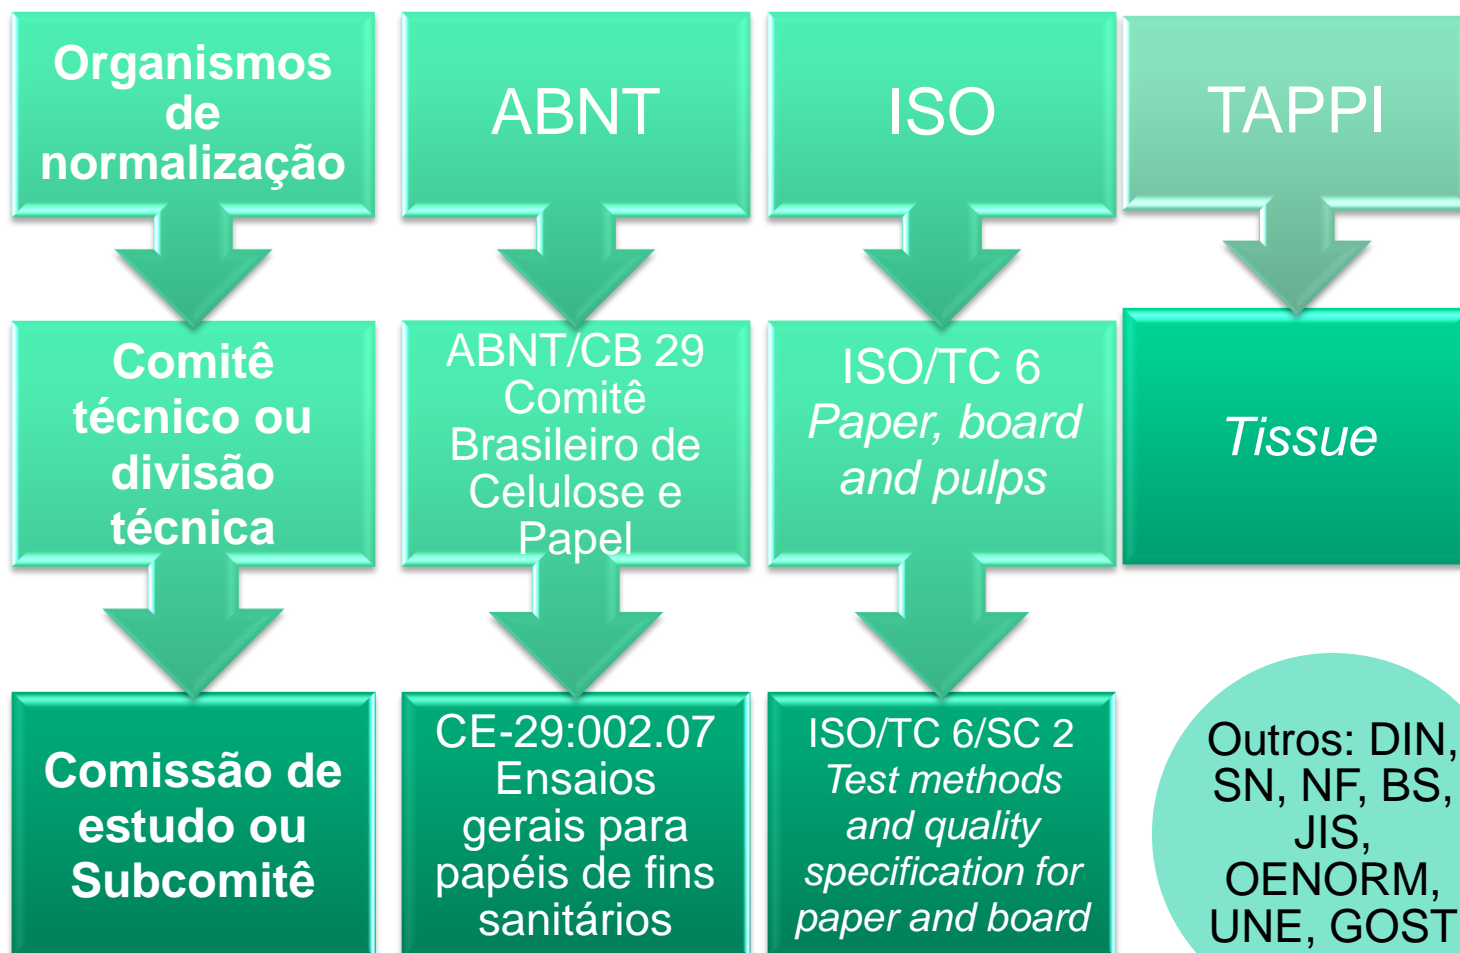 Organismos
de
normalização
ABNT
ISO
TAPPI
Comitê
técnico ou
divisão
técnica
ABNT/CB 29
Comitê
Brasileiro de
Celulose e
Papel
ISO/TC 6
Paper, board
and pulps
Tissue
Comissão de
estudo ou
Subcomitê
CE-29:002.07
Ensaios
gerais para
papéis de fins
sanitários
ISO/TC 6/SC 2
Test methods
and quality
specification for
paper and board
Outros: DIN,
SN, NF, BS,
JIS,
OENORM,
UNE, GOST